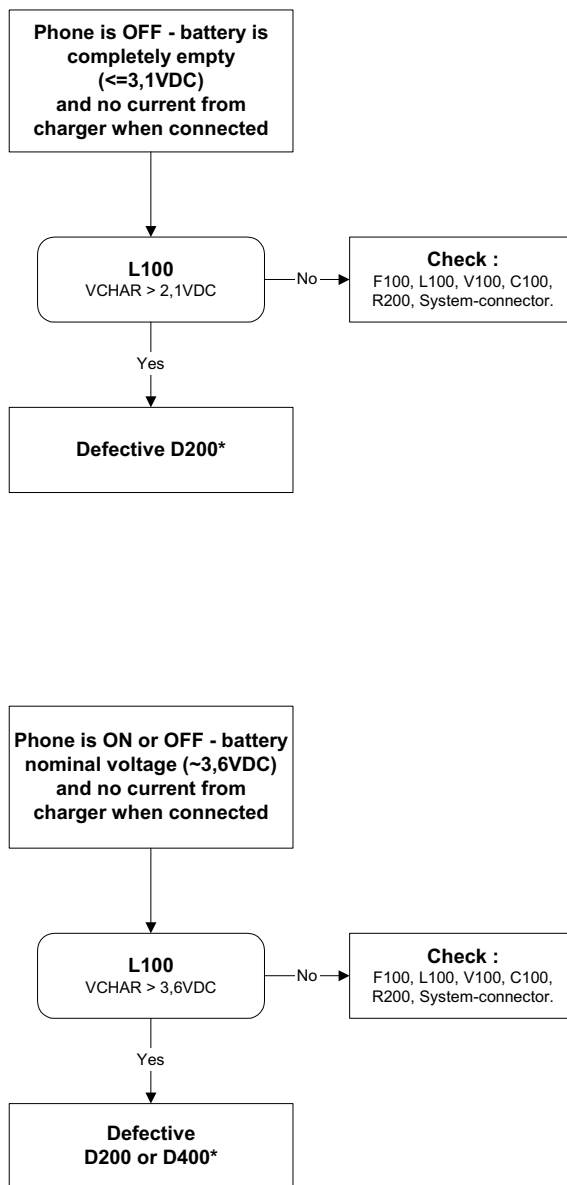 Phone is OFF - battery is
completely empty
(<=3,1VDC)
and no current from
charger when connected
L100
VCHAR > 2,1VDC
No
Check :
F100, L100, V100, C100,
R200, System-connector.
Yes
Defective D200*
Phone is ON or OFF - battery
nominal voltage (~3,6VDC)
and no current from
charger when connected
L100
VCHAR > 3,6VDC
No
Check :
F100, L100, V100, C100,
R200, System-connector.
Yes
Defective
D200 or D400*